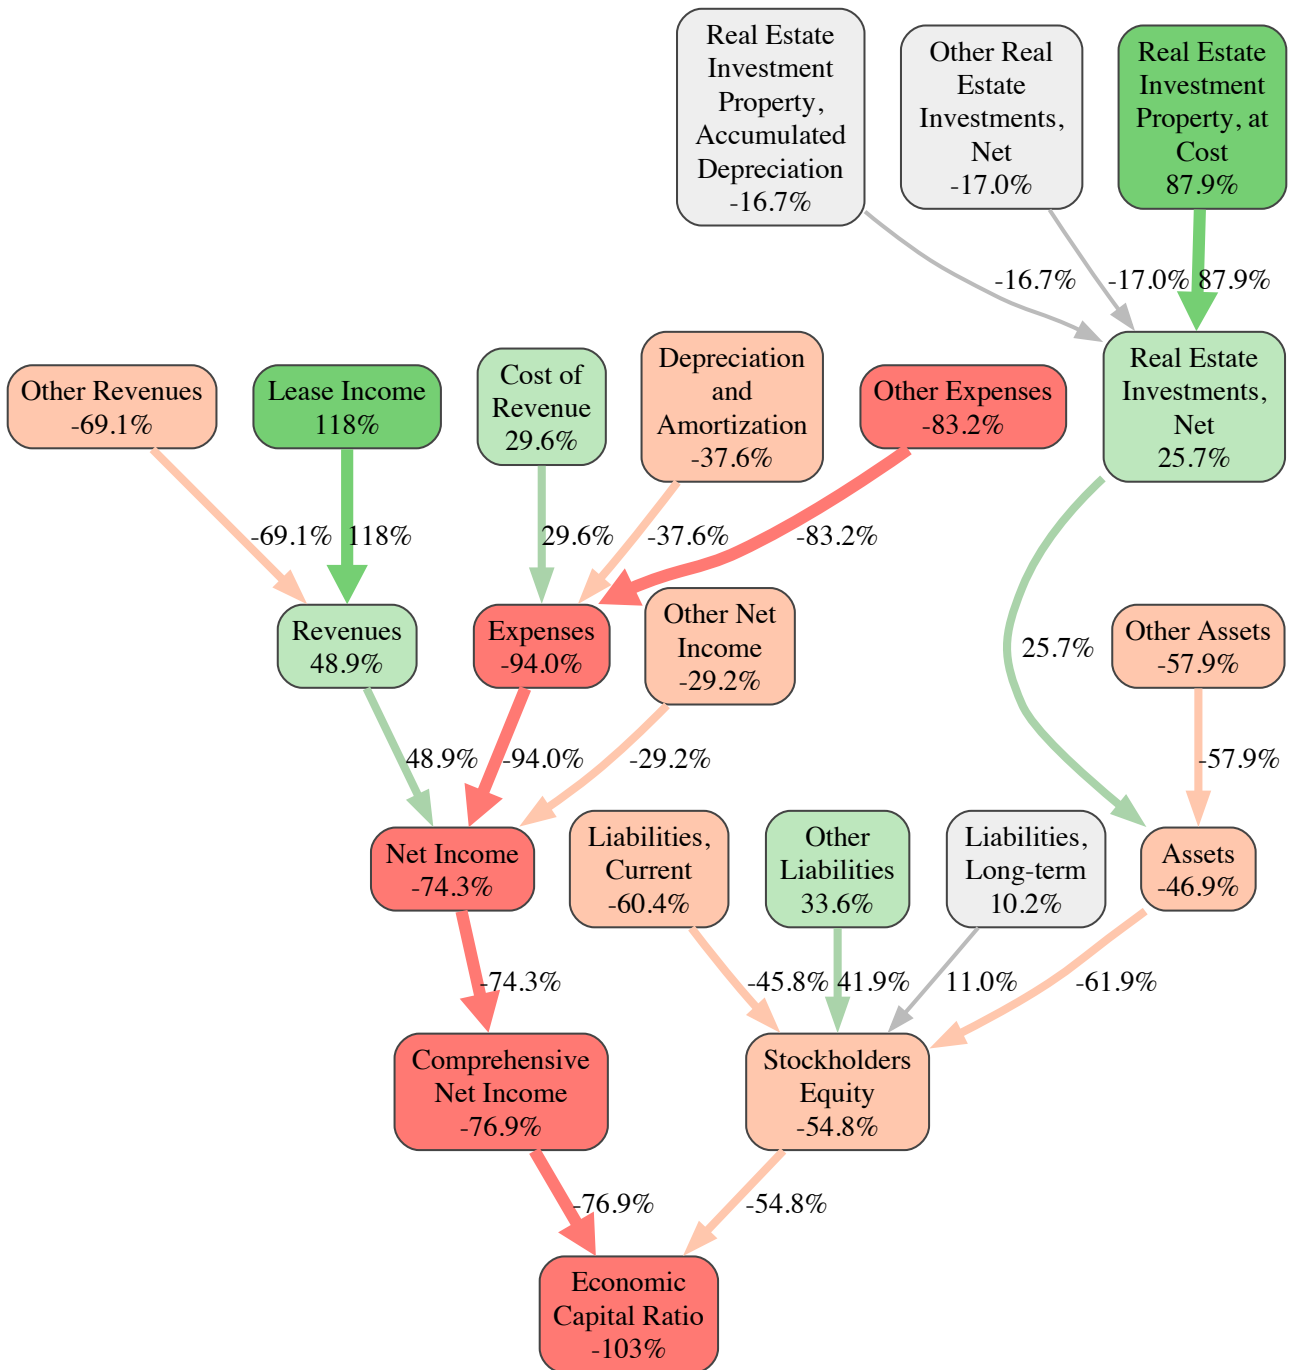 Real Estate
Investment
Property,
Accumulated
Depreciation
-16.7%
Other Real
Estate
Investments,
Net
-17.0%
Real Estate
Investment
Property, at
Cost
87.9%
-16.7%
-17.0%
87.9%
Other Revenues
-69.1%
Lease Income
118%
Cost of
Revenue
29.6%
Depreciation
and
Amortization
-37.6%
Other Expenses
-83.2%
Real Estate
Investments,
Net
25.7%
-69.1%
118%
29.6%
-37.6%
-83.2%
Revenues
48.9%
Expenses
-94.0%
Other Net
Income
-29.2%
25.7%
Other Assets
-57.9%
48.9%
-94.0%
-29.2%
-57.9%
Net Income
-74.3%
Liabilities,
Current
-60.4%
Other
Liabilities
33.6%
Liabilities,
Long-term
10.2%
Assets
-46.9%
-74.3%
-45.8%
41.9%
11.0%
-61.9%
Comprehensive
Net Income
-76.9%
Stockholders
Equity
-54.8%
-76.9%
-54.8%
Economic
Capital Ratio
-103%